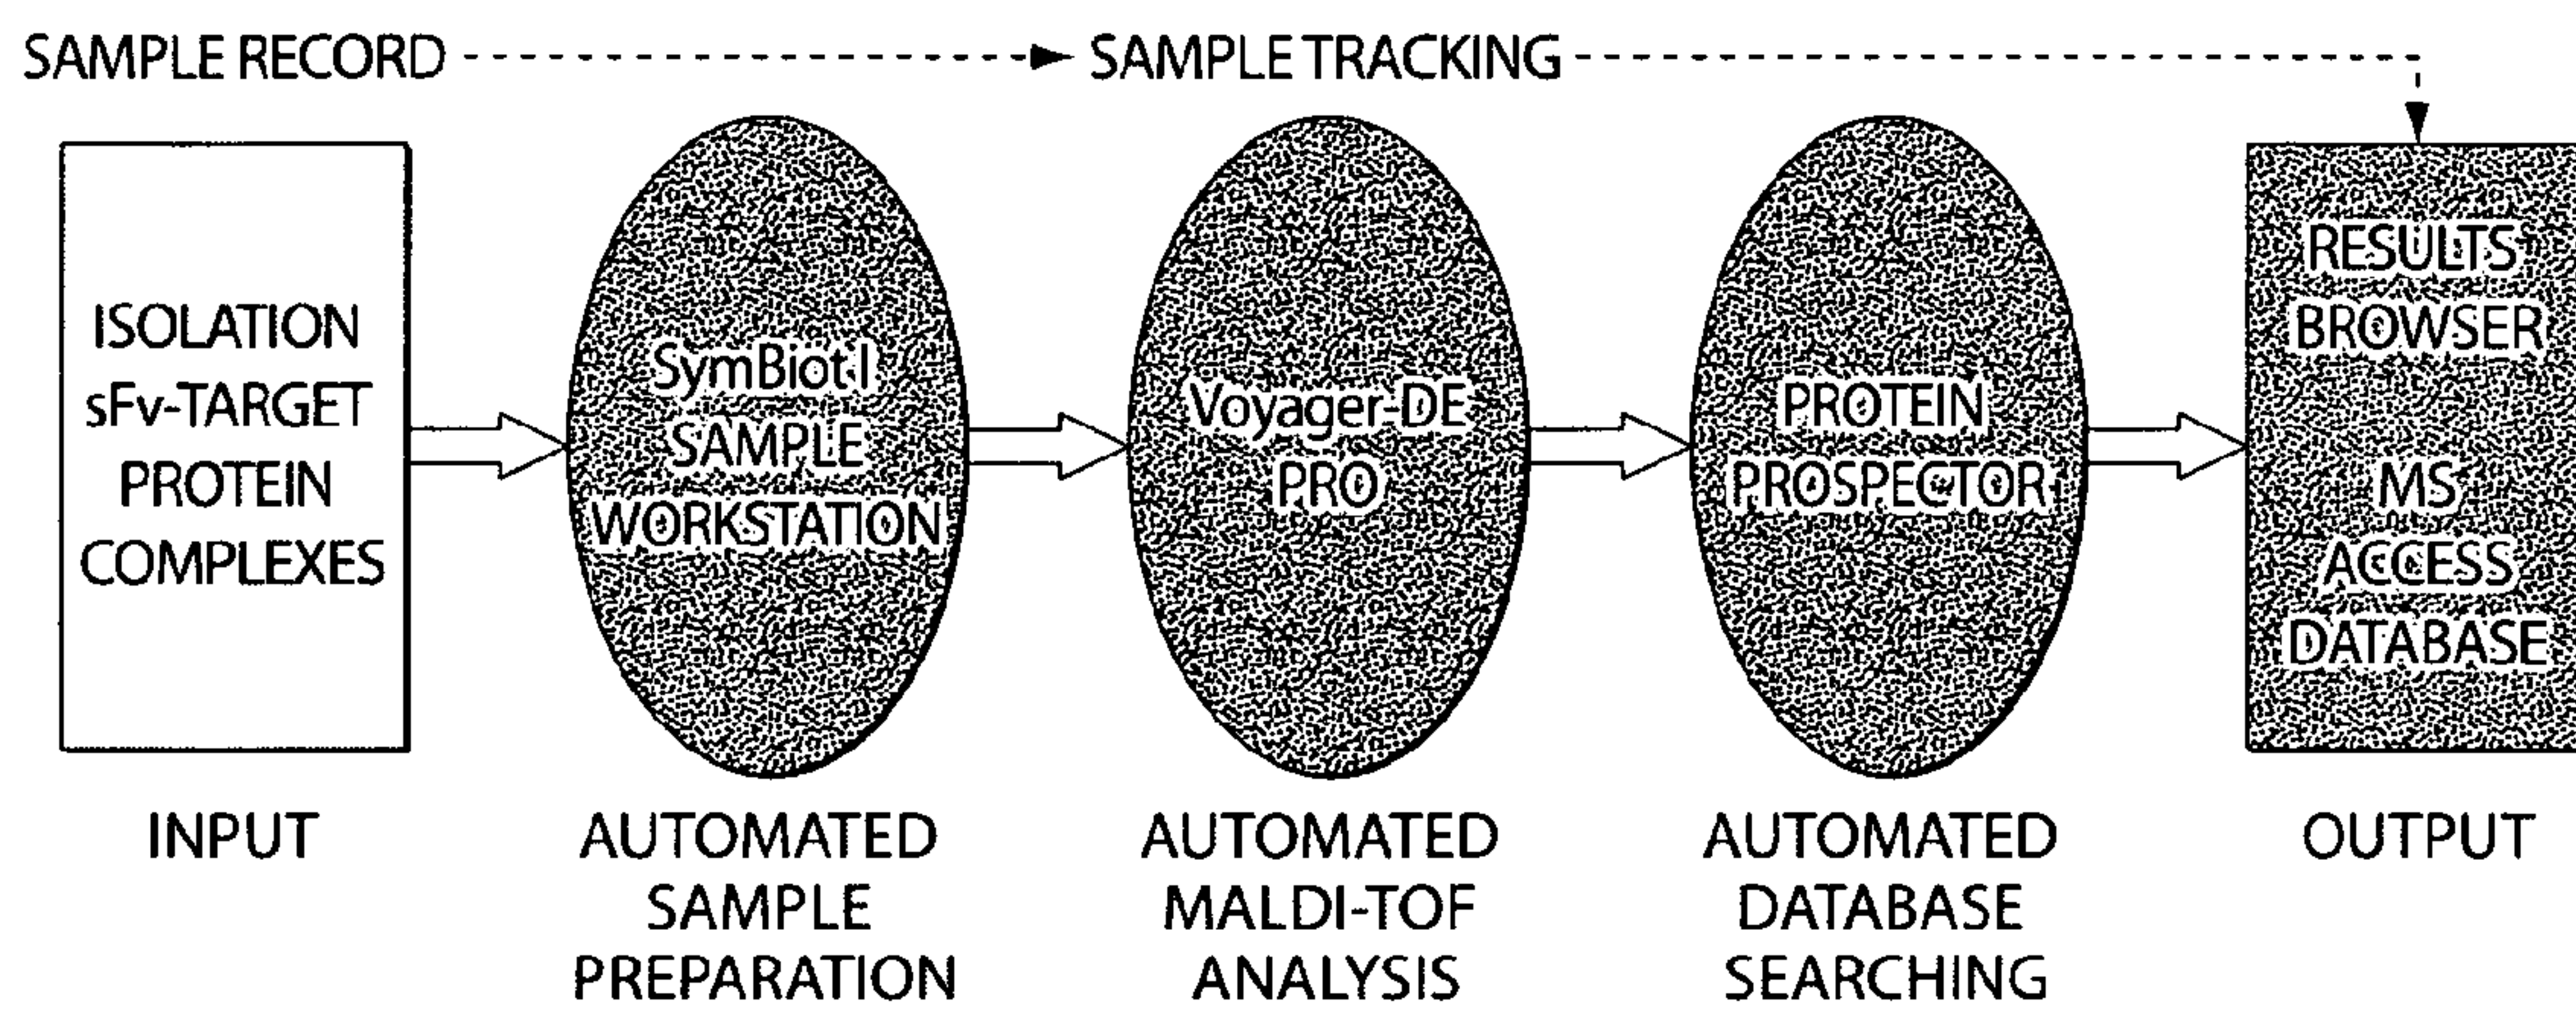 SAMPLE RECORD
SAMPLE TRACKING
ISOLATION
sFv-TARGET
PROTEIN
COMPLEXES
SymBiot I
SAMPLE
WORKSTATION
Voyager-DE
PRO
PROTEIN
PROSPECTOR
RESULTS
BROWSER
MS
ACCESS
DATABASE
INPUT
AUTOMATED
SAMPLE
PREPARATION
AUTOMATED
MALDI-TOF
ANALYSIS
AUTOMATED
DATABASE
SEARCHING
OUTPUT